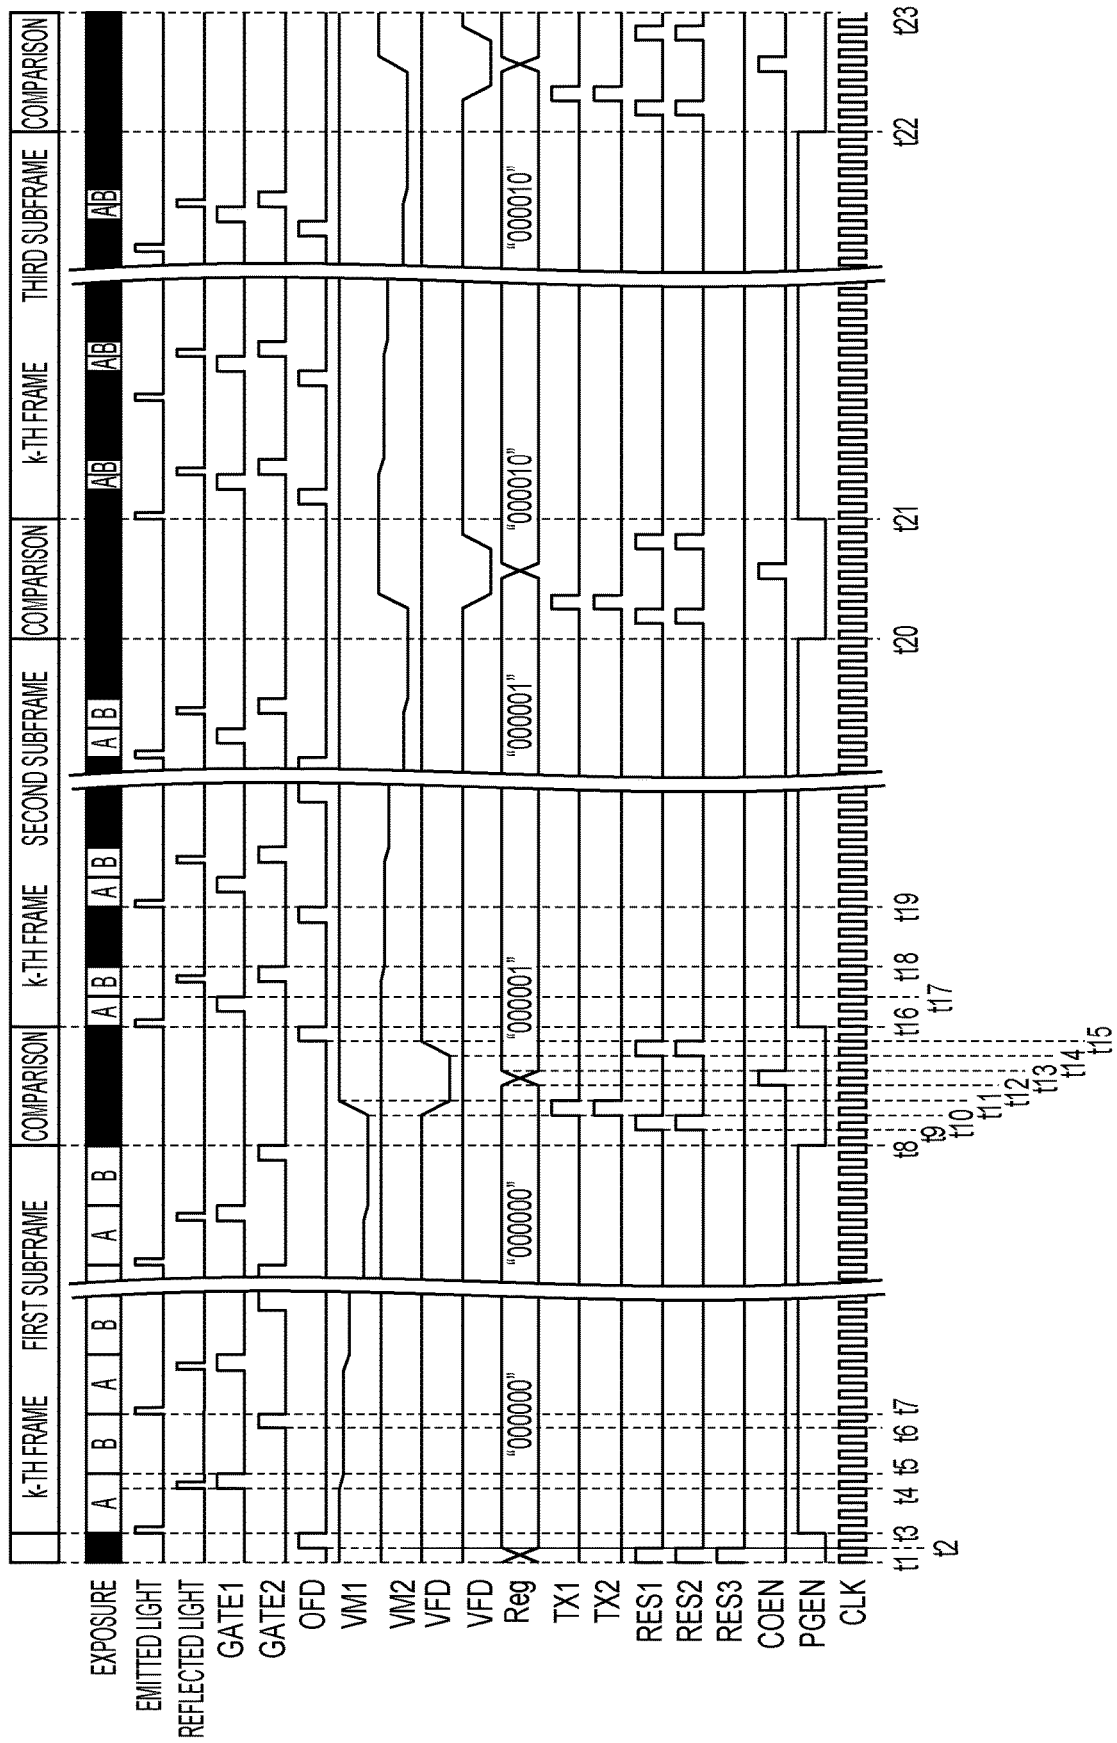 k-TH FRAME FIRST SUBFRAME COMPARISON k-TH FRAME SECOND SUBFRAME COMPARISON k-TH FRAME THIRD SUBFRAME COMPARISON
EXPOSURE A B A B A B A B A B A B A B A B A B
EMITTED LIGHT
REFLECTED LIGHT
GATE1
GATE2
OFD
VM1
VM2
VFD
VFD
Reg "000000" "000000" "000001" "000001" "000010" "000010"
TX1
TX2
RES1
RES2
RES3
COEN
PGEN
CLK
t1 t3 t4 t5 t6 t7 t8 t16 t18 t19 t20 t21 t22 t23
t2 t9 t17
t10
t11
t12
t13
t14
t15